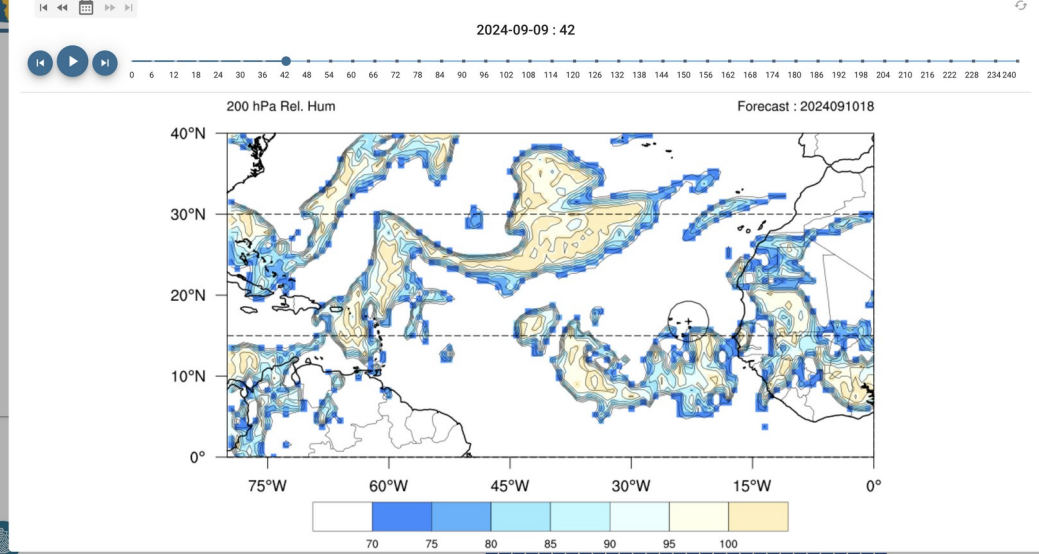 2024-09-09 : 42
0 6 12 18 24 30 36 42 48 54 60 66 72 78 84 90 96 102 108 114 120 126 132 138 144 150 156 162 168 174 180 186 192 198 204 210 216 222 228 234 240
200 hPa Rel. Hum Forecast : 2024091018
40°N
30°N
20°N
10°N
0°
75°W 60°W 45°W 30°W 15°W 0°
70 75 80 85 90 95 100